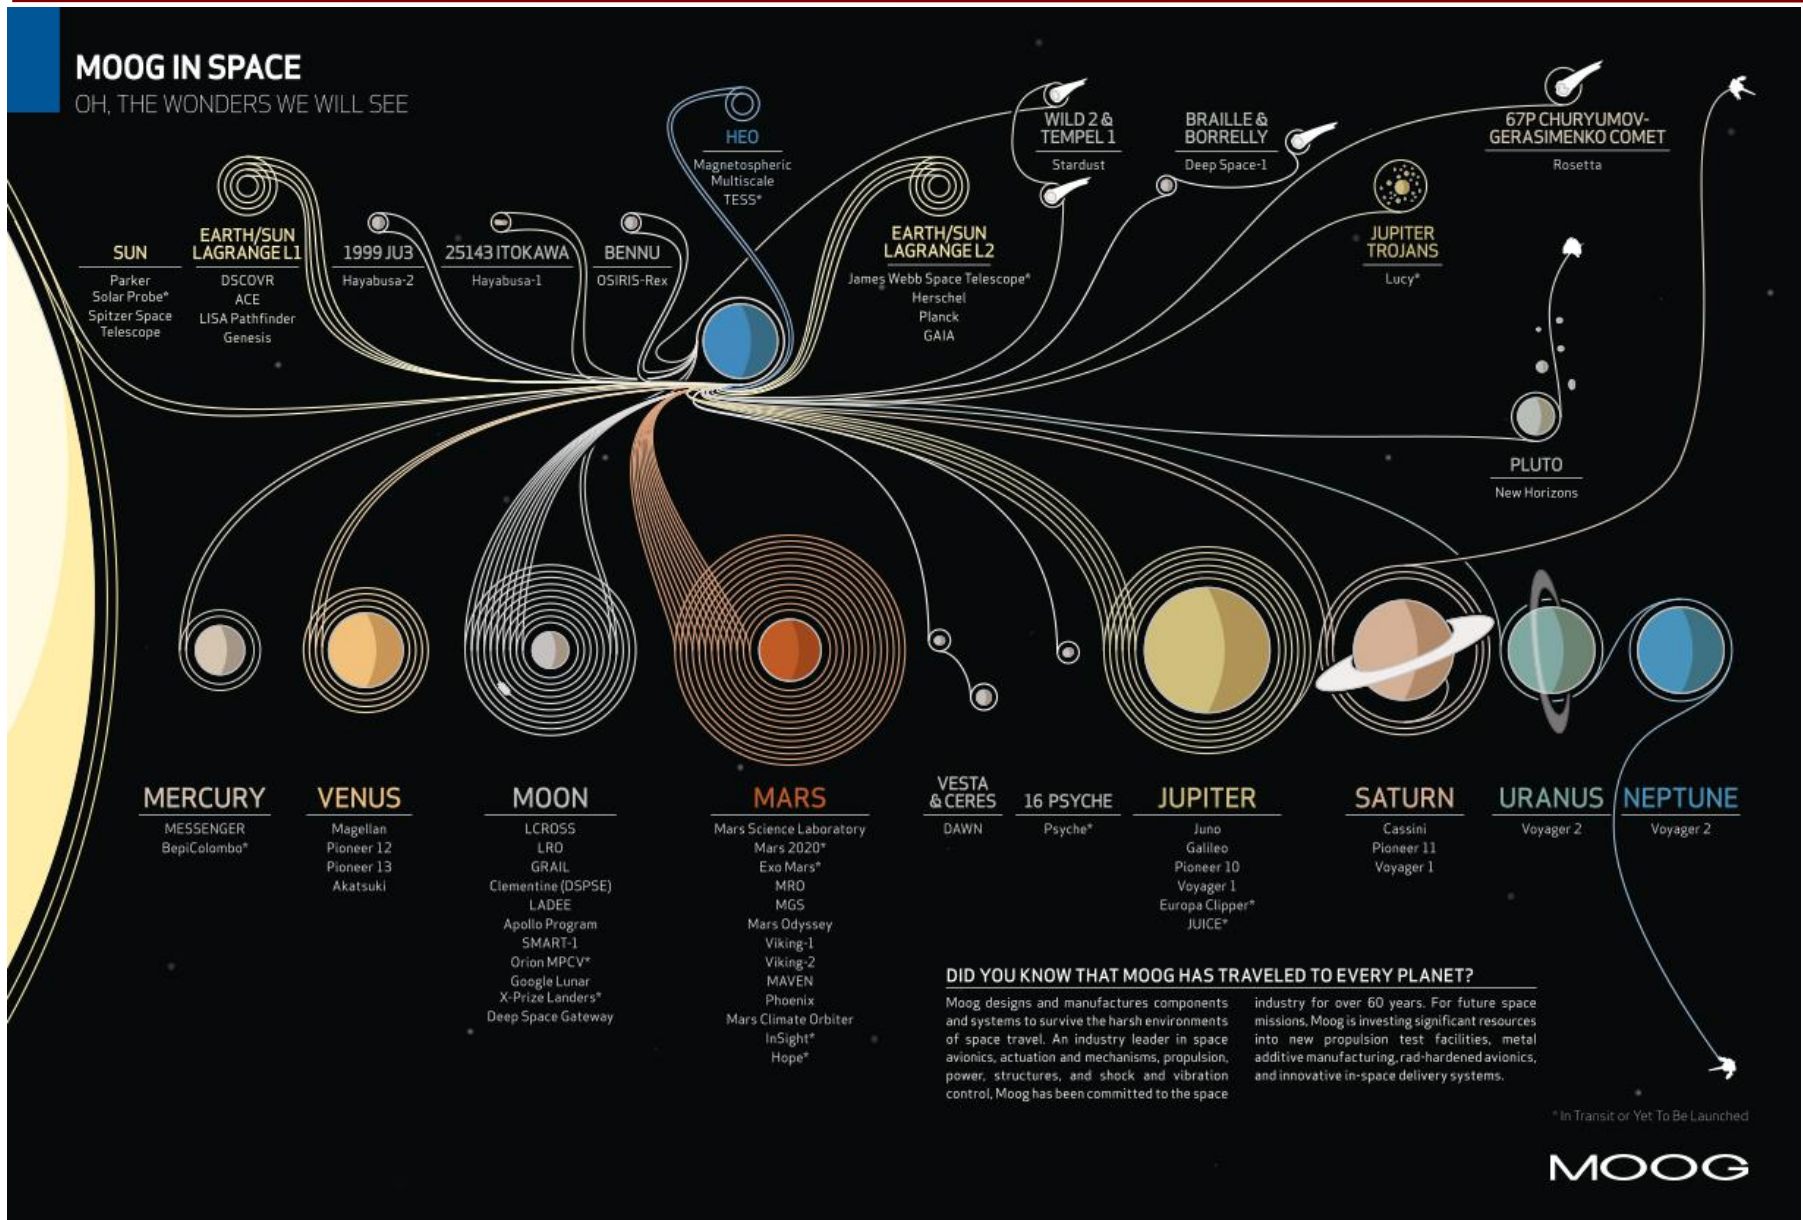 MOOG IN SPACE
OH, THE WONDERS WE WILL SEE
HEO
Magnetospheric
Multiscale
TESS*
WILD 2 &
TEMPEL 1
Stardust
BRAILLE &
BORRELLY
Deep Space-1
67P CHURYUMOV-
GERASIMENKO COMET
Rosetta
SUN
Parker
Solar Probe*
Spitzer Space
Telescope
EARTH/SUN
LAGRANGE L1
DSCOVR
ACE
LISA Pathfinder
Genesis
1999 JU3
Hayabusa-2
25143 ITOKAWA
Hayabusa-1
BENNU
OSIRIS-Rex
EARTH/SUN
LAGRANGE L2
James Webb Space Telescope*
Herschel
Planck
GAIA
JUPITER
TROJANS
Lucy*
PLUTO
New Horizons
MERCURY
MESSENGER
BepiColombo*
VENUS
Magellan
Pioneer 12
Pioneer 13
Akatsuki
MOON
LCROSS
LRO
GRAIL
Clementine (DSPSE)
LADEE
Apollo Program
SMART-1
Orion MPCV*
Google Lunar
X-Prize Landers*
Deep Space Gateway
MARS
Mars Science Laboratory
Mars 2020*
Exo Mars*
MRO
MGS
Mars Odyssey
Viking-1
Viking-2
MAVEN
Phoenix
Mars Climate Orbiter
InSight*
Hope*
VESTA
& CERES
DAWN
16 PSYCHE
Psyche*
JUPITER
Juno
Galileo
Pioneer 10
Voyager 1
Europa Clipper*
JUICE*
SATURN
Cassini
Pioneer 11
Voyager 1
URANUS
Voyager 2
NEPTUNE
Voyager 2
DID YOU KNOW THAT MOOG HAS TRAVELED TO EVERY PLANET?
Moog designs and manufactures components
and systems to survive the harsh environments
of space travel. An industry leader in space
avionics, actuation and mechanisms, propulsion,
power, structures, and shock and vibration
control, Moog has been committed to the space
industry for over 60 years. For future space
missions, Moog is investing significant resources
into new propulsion test facilities, metal
additive manufacturing, rad-hardened avionics,
and innovative in-space delivery systems.
* In Transit or Yet To Be Launched
MOOG